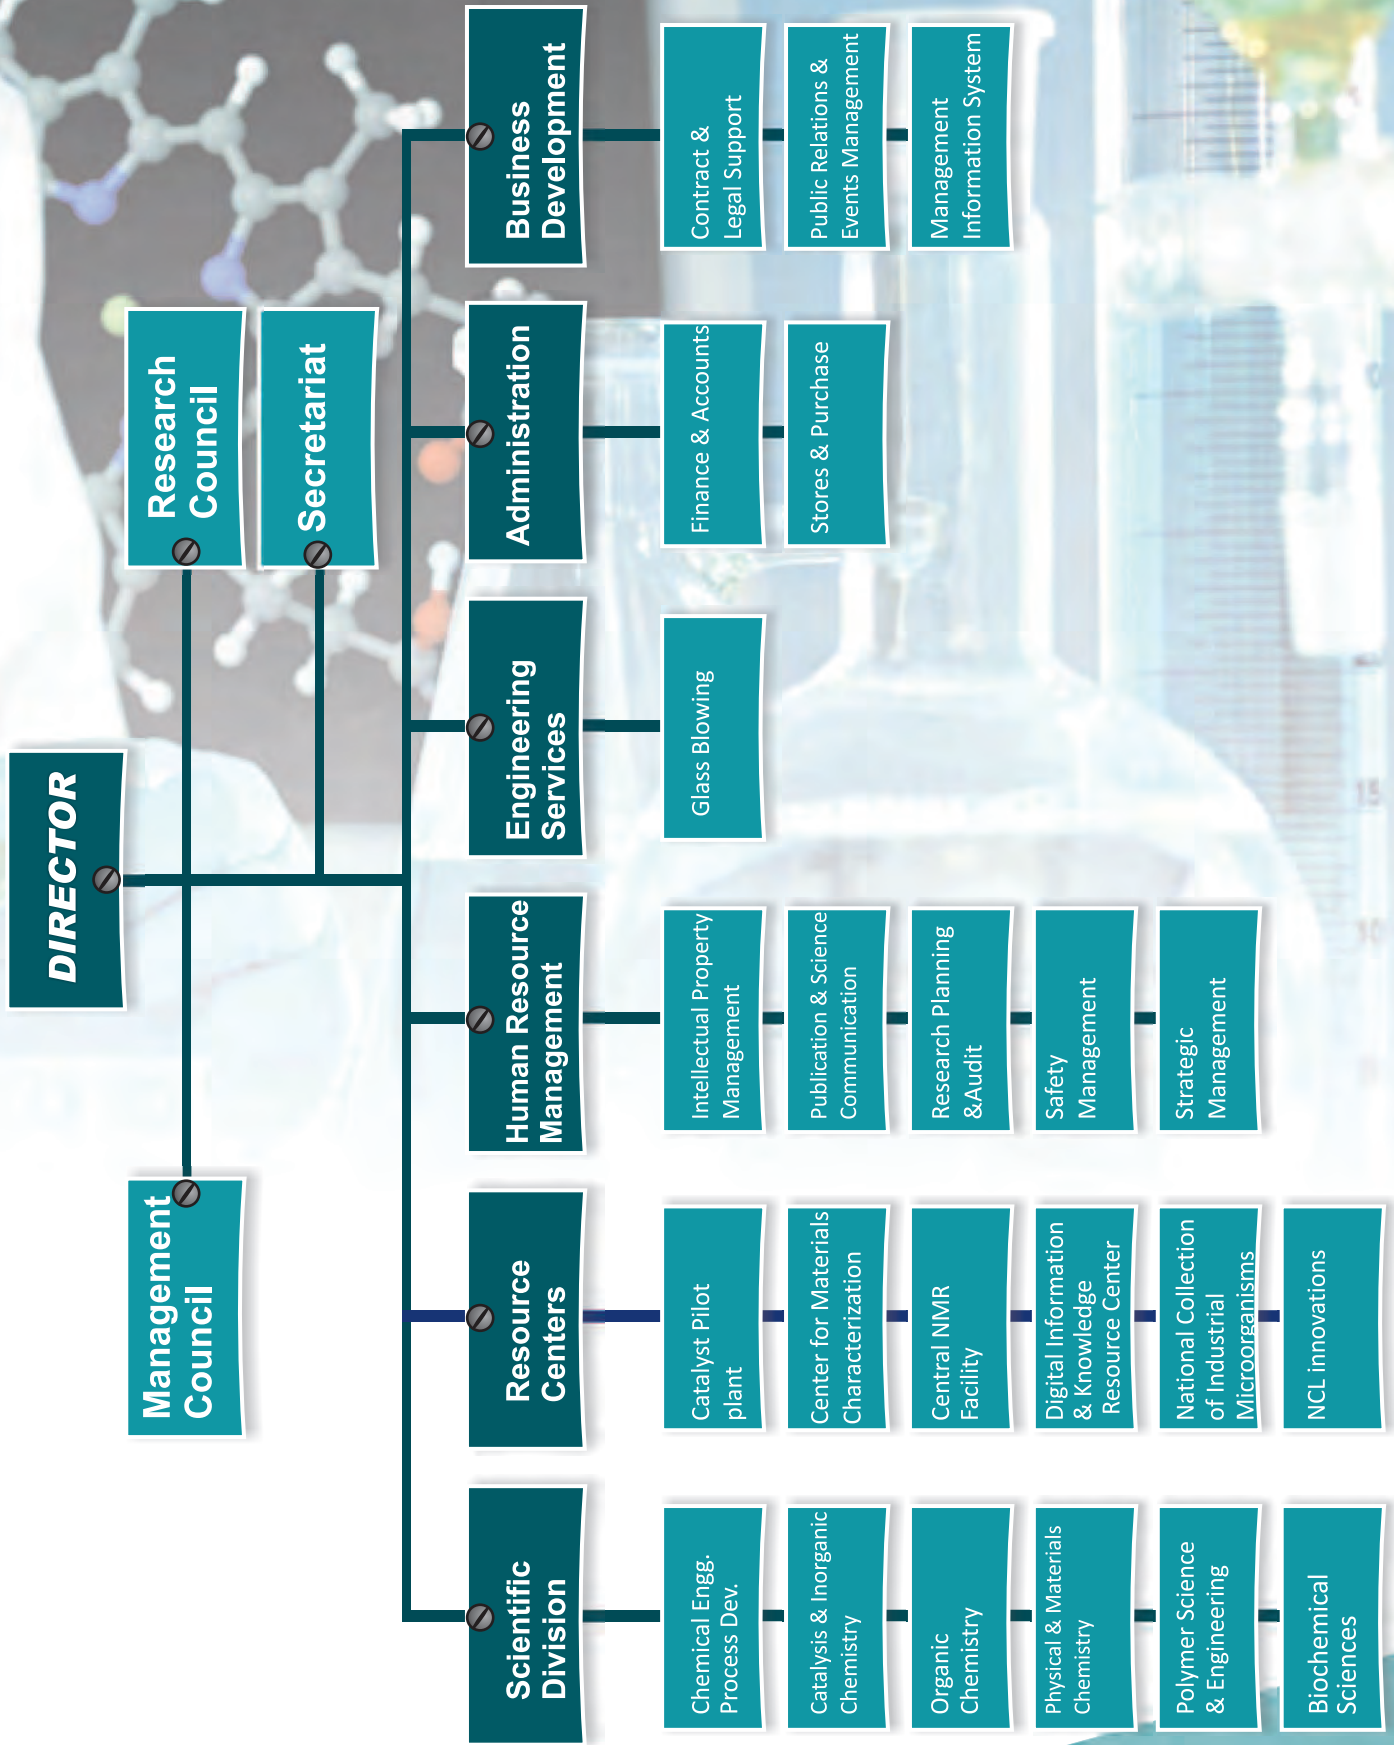 DIRECTOR
Management
Council
Research
Council
Secretariat
Scientific
Division
Resource
Centers
Human Resource
Management
Engineering
Services
Administration
Business
Development
Chemical Engg.
Process Dev.
Catalysis & Inorganic
Chemistry
Organic
Chemistry
Physical & Materials
Chemistry
Polymer Science
& Engineering
Biochemical
Sciences
Catalyst Pilot
plant
Center for Materials
Characterization
Central NMR
Facility
Digital Information
& Knowledge
Resource Center
National Collection
of Industrial
Microorganisms
NCL innovations
Intellectual Property
Management
Publication & Science
Communication
Research Planning
&Audit
Safety
Management
Strategic
Management
Glass Blowing
Finance & Accounts
Stores & Purchase
Contract &
Legal Support
Public Relations &
Events Management
Management
Information System